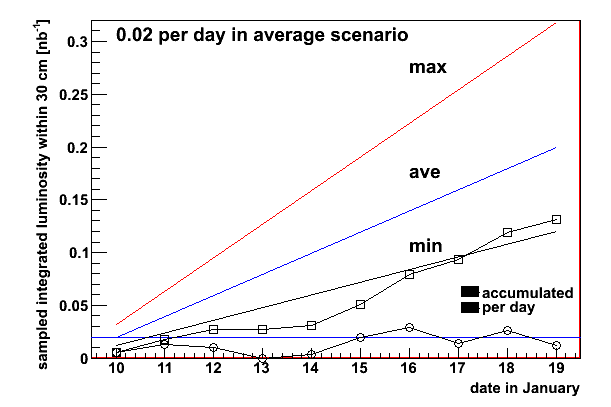 0.02 per day in average scenario
sampled integrated luminosity within 30 cm [nb⁻¹]
0.3
0.25
0.2
0.15
0.1
0.05
0
max
ave
min
accumulated
per day
10 11 12 13 14 15 16 17 18 19
date in January